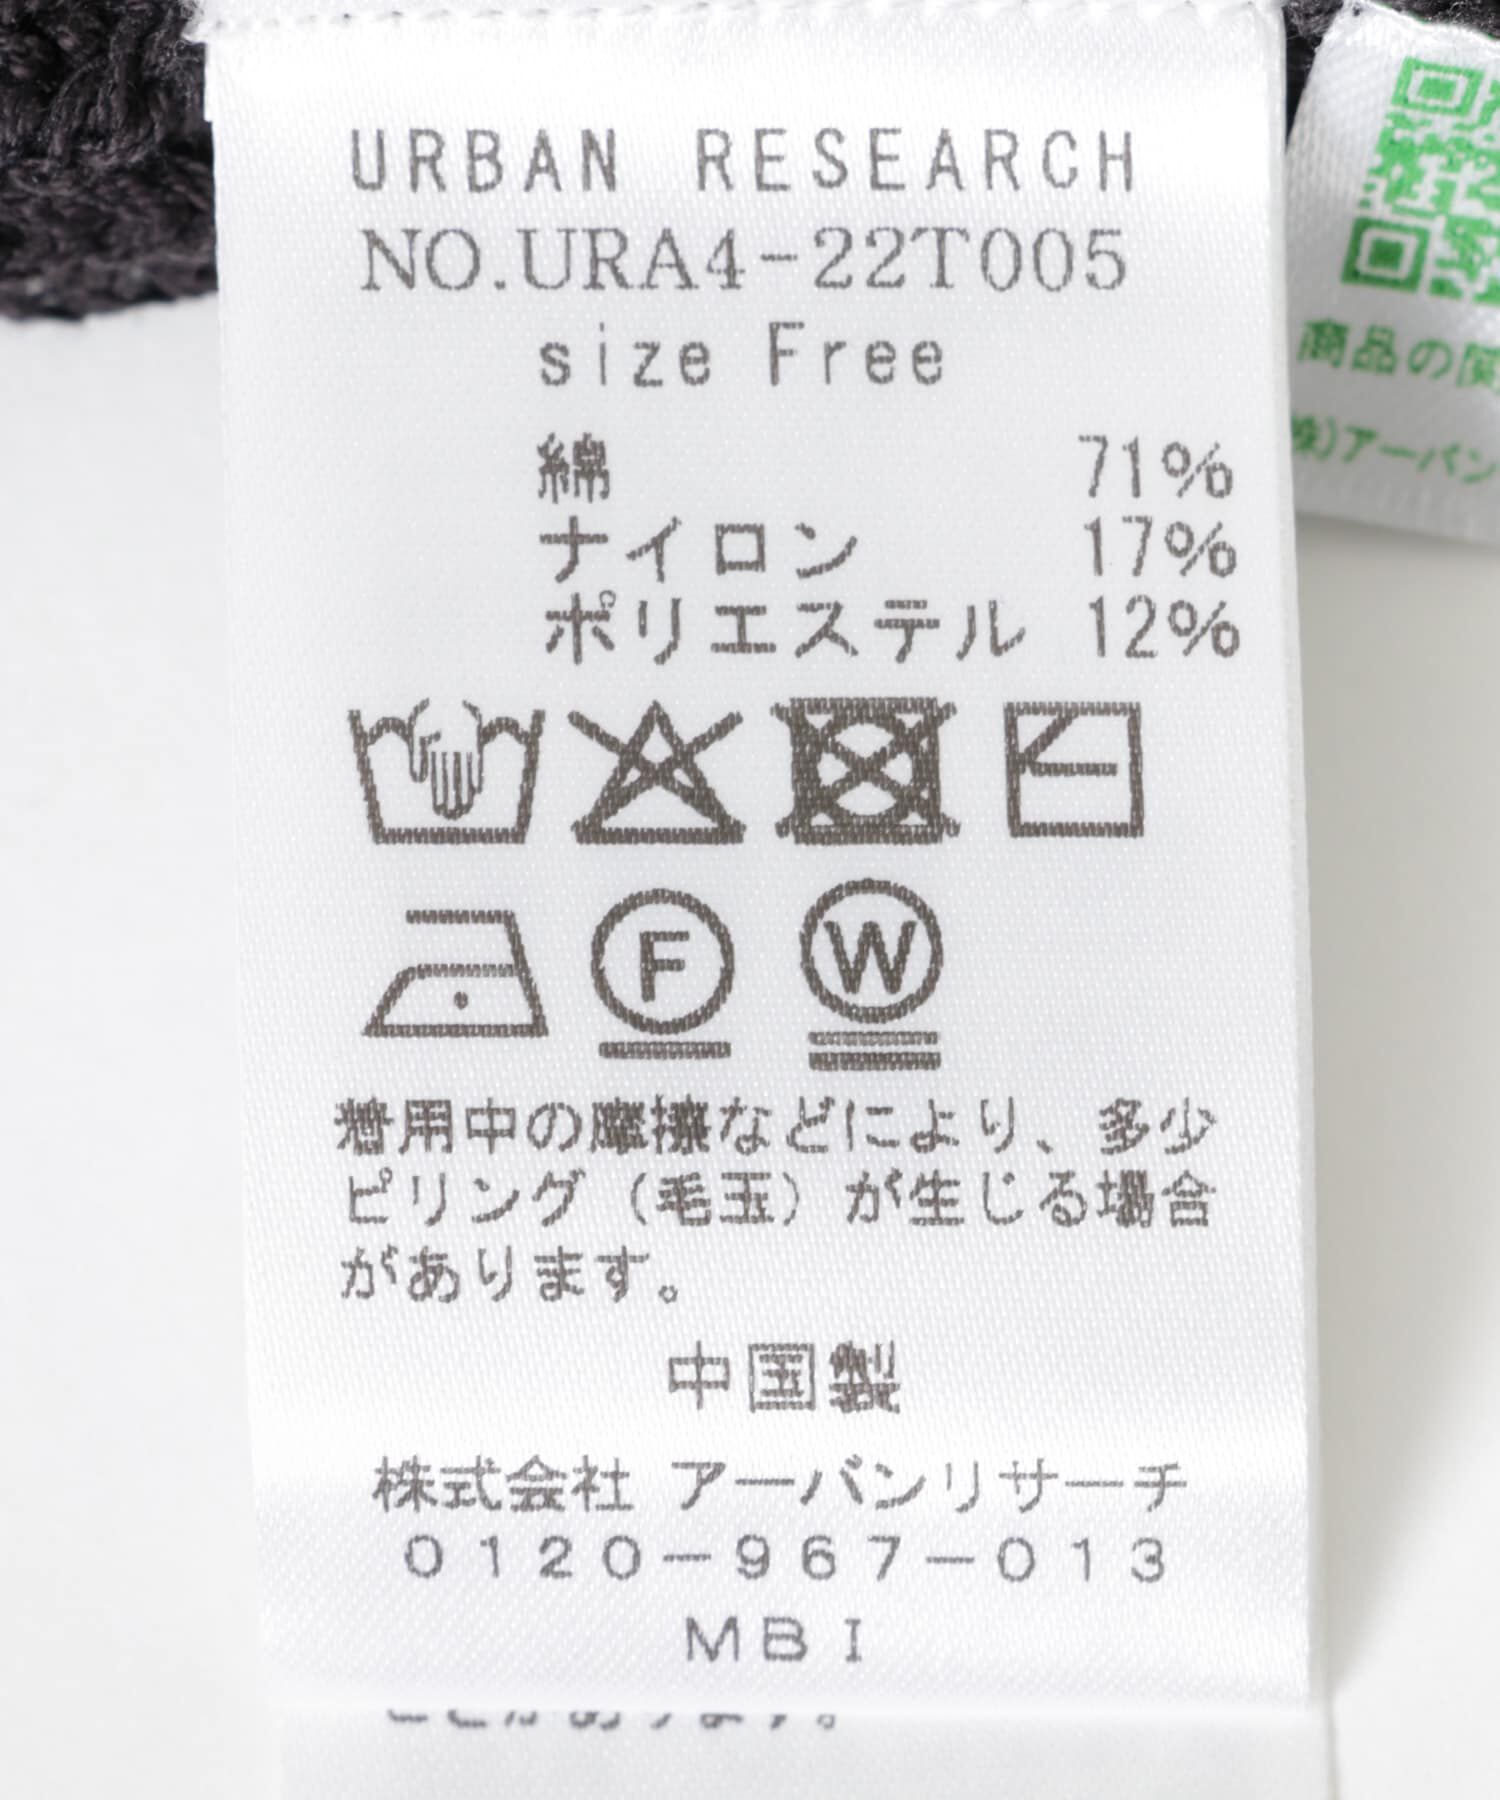 URBAN RESEARCH
NO.URA4-22T005
size Free
綿 71%
ナイロン 17%
ポリエステル 12%
F
W
着用中の摩擦などにより、多少
ピリング（毛玉）が生じる場合
があります。
中国製
株式会社 アーバンリサーチ
0120-967-013
MBI
商品の
株)アーバン